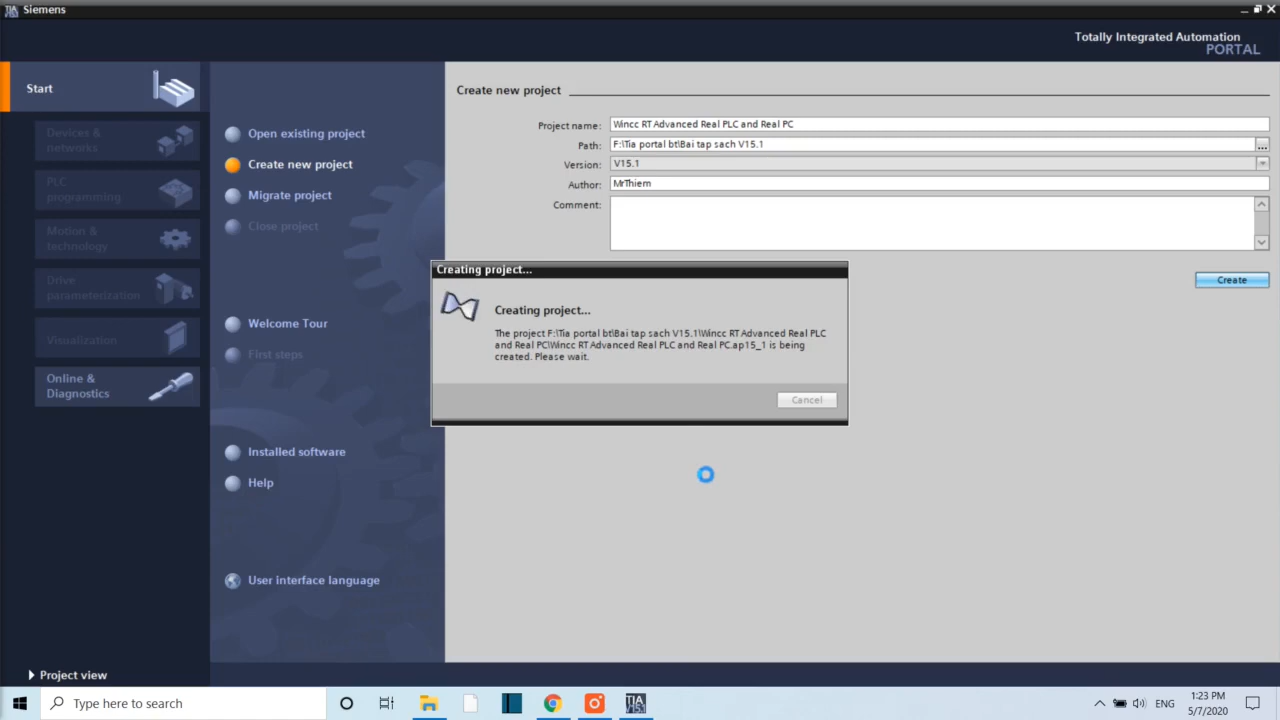 Siemens
Totally Integrated Automation
PORTAL
Start
Devices &
networks
PLC
programming
Motion &
technology
Drive
parameterization
Visualization
Online &
Diagnostics
Project view
Open existing project
Create new project
Migrate project
Close project
Welcome Tour
First steps
Installed software
Help
User interface language
Create new project
Project name: Wincc RT Advanced Real PLC and Real PC
Path: F:\Tia portal bt\Bai tap sach V15.1 ...
Version: V15.1
Author: MrThiem
Comment:
Create
Creating project...
Creating project...
The project F:\Tia portal bt\Bai tap sach V15.1\Wincc RT Advanced Real PLC
and Real PC\Wincc RT Advanced Real PLC and Real PC.ap15_1 is being
created. Please wait.
Cancel
Type here to search
TIA
V15.1
ENG
1:23 PM
5/7/2020